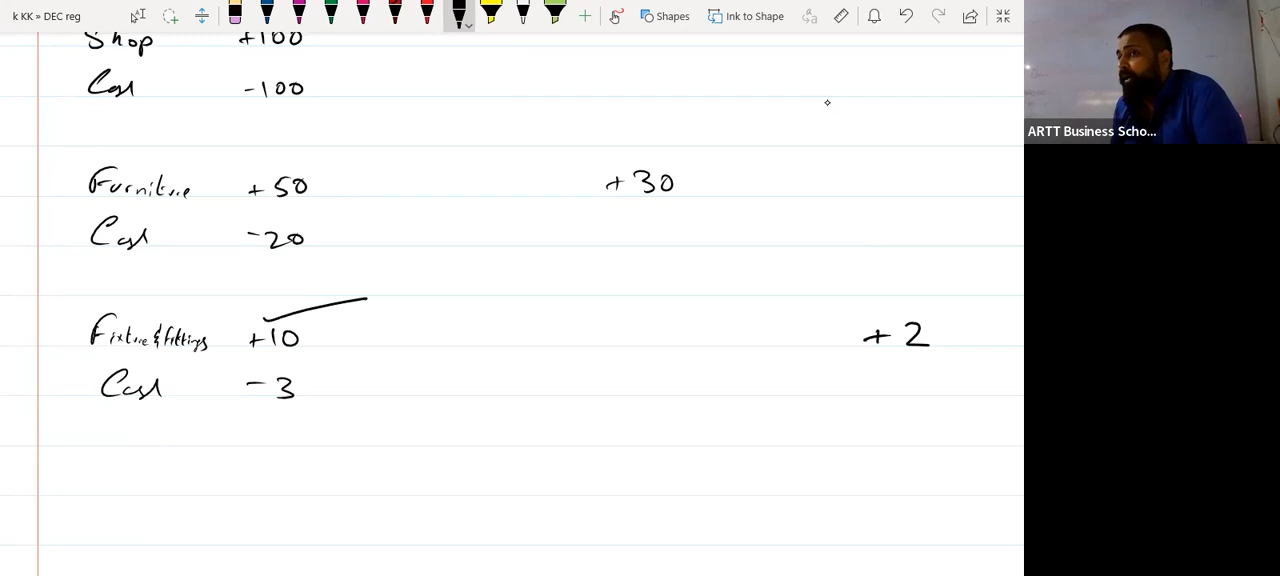 k KK » DEC reg
Shapes
Ink to Shape
Shop +100
Cash -100
Furniture +50 +30
Cash -20
Fixture & fittings +10 +2
Cash -3
ARTT Business Scho...